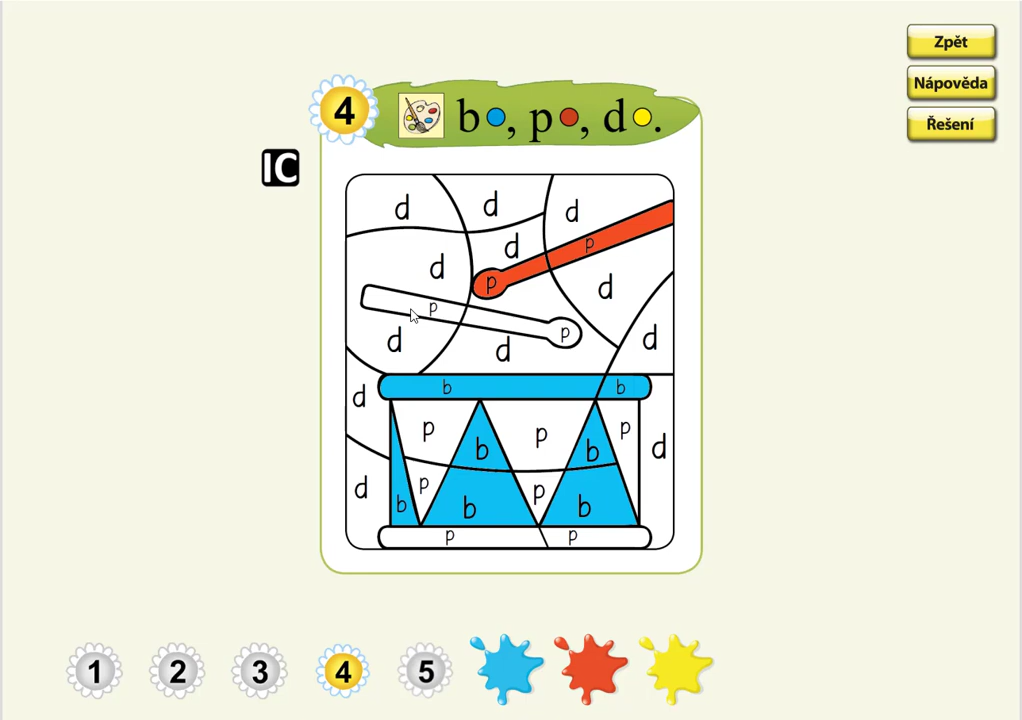 Zpět
Nápověda
Řešení
4 b, p, d.
IC
d d d
d p
d p d
p
d d p d
b b
d
p p b p b d
d p b p b b
p p
1 2 3 4 5